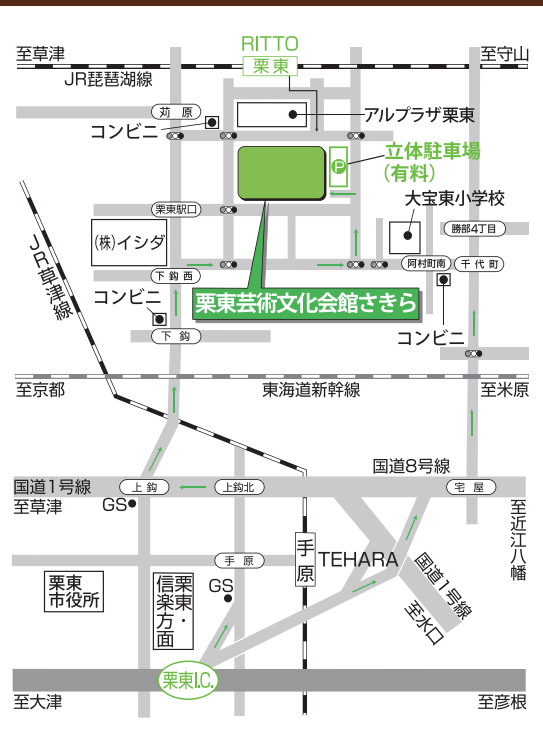 至草津
RITTO
栗東
至守山
JR琵琶湖線
苅原
アルプラザ栗東
コンビニ
立体駐車場
(有料)
P
大宝東小学校
栗東駅口
勝部4丁目
(株)イシダ
JR草津線
下鈎西
阿村町南
千代町
コンビニ
栗東芸術文化会館さきら
コンビニ
下鈎
至京都
東海道新幹線
至米原
国道8号線
国道1号線
上鈎
上鈎北
宅屋
至草津
GS
至近江八幡
手原
手原
TEHARA
国道1号線
至水口
栗東
市役所
栗東・
信楽方面
GS
栗東I.C.
至大津
至彦根